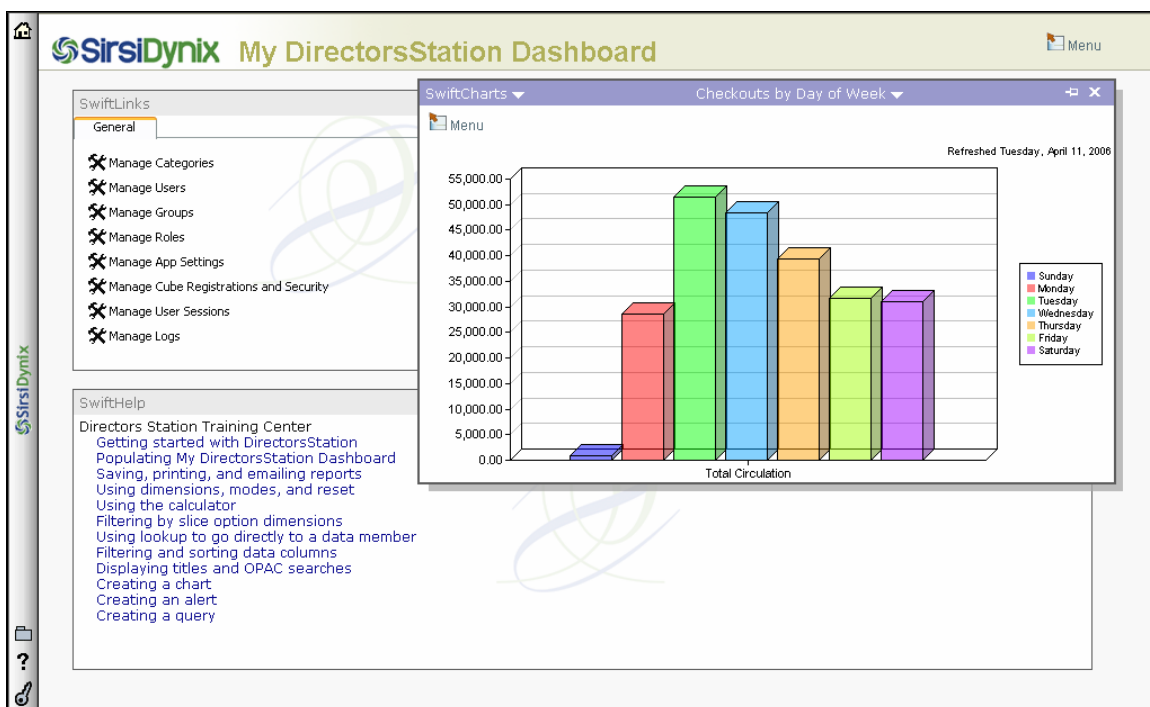 SirsiDynix My DirectorsStation Dashboard
Menu
SwiftLinks
General
Manage Categories
Manage Users
Manage Groups
Manage Roles
Manage App Settings
Manage Cube Registrations and Security
Manage User Sessions
Manage Logs
SwiftCharts
Checkouts by Day of Week
Menu
Refreshed Tuesday, April 11, 2006
55,000.00
50,000.00
45,000.00
40,000.00
35,000.00
30,000.00
25,000.00
20,000.00
15,000.00
10,000.00
5,000.00
0.00
Total Circulation
Sunday
Monday
Tuesday
Wednesday
Thursday
Friday
Saturday
SwiftHelp
Directors Station Training Center
Getting started with DirectorsStation
Populating My DirectorsStation Dashboard
Saving, printing, and emailing reports
Using dimensions, modes, and reset
Using the calculator
Filtering by slice option dimensions
Using lookup to go directly to a data member
Filtering and sorting data columns
Displaying titles and OPAC searches
Creating a chart
Creating an alert
Creating a query
SirsiDynix
?